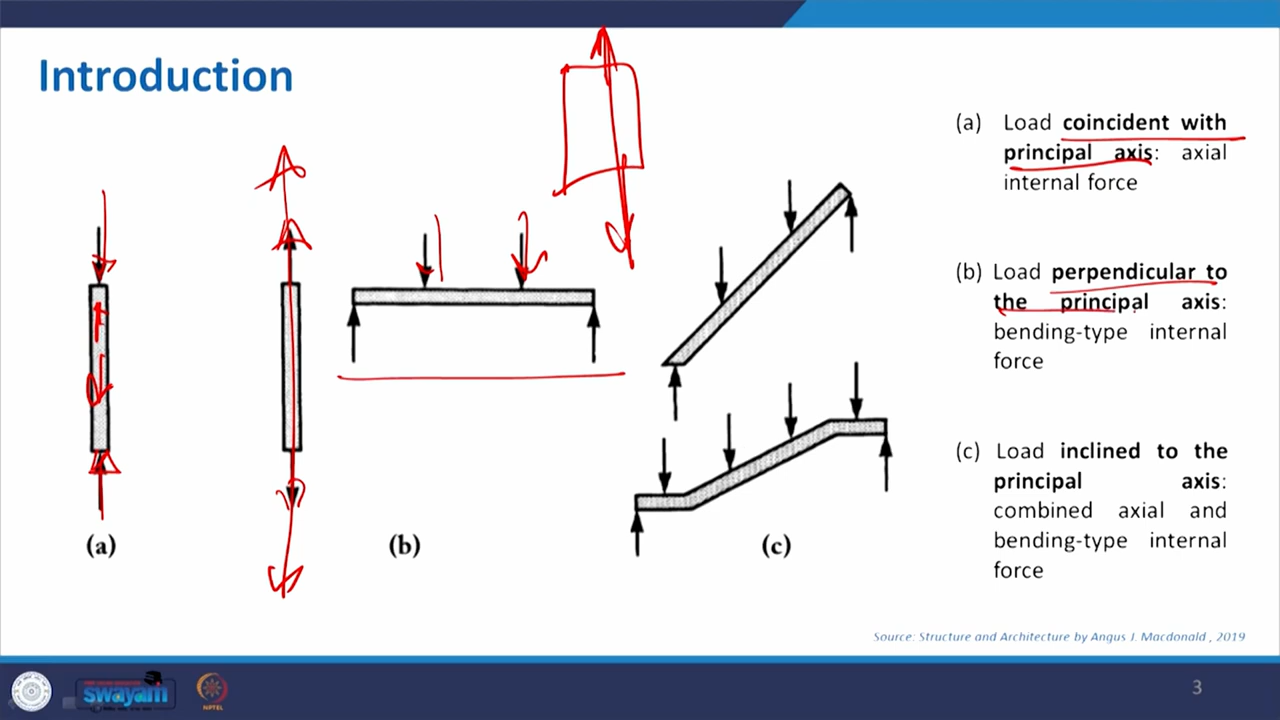 Introduction
(a) Load coincident with
principal axis: axial
internal force
(b) Load perpendicular to
the principal axis:
bending-type internal
force
(c) Load inclined to the
principal axis:
combined axial and
bending-type internal
force
(a)
(b)
(c)
Source: Structure and Architecture by Angus J. Macdonald , 2019
swayam
NPTEL
3